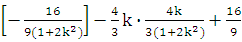 [-16/(9(1+2k²))] - 4/3 k · 4k/(3(1+2k²)) + 16/9